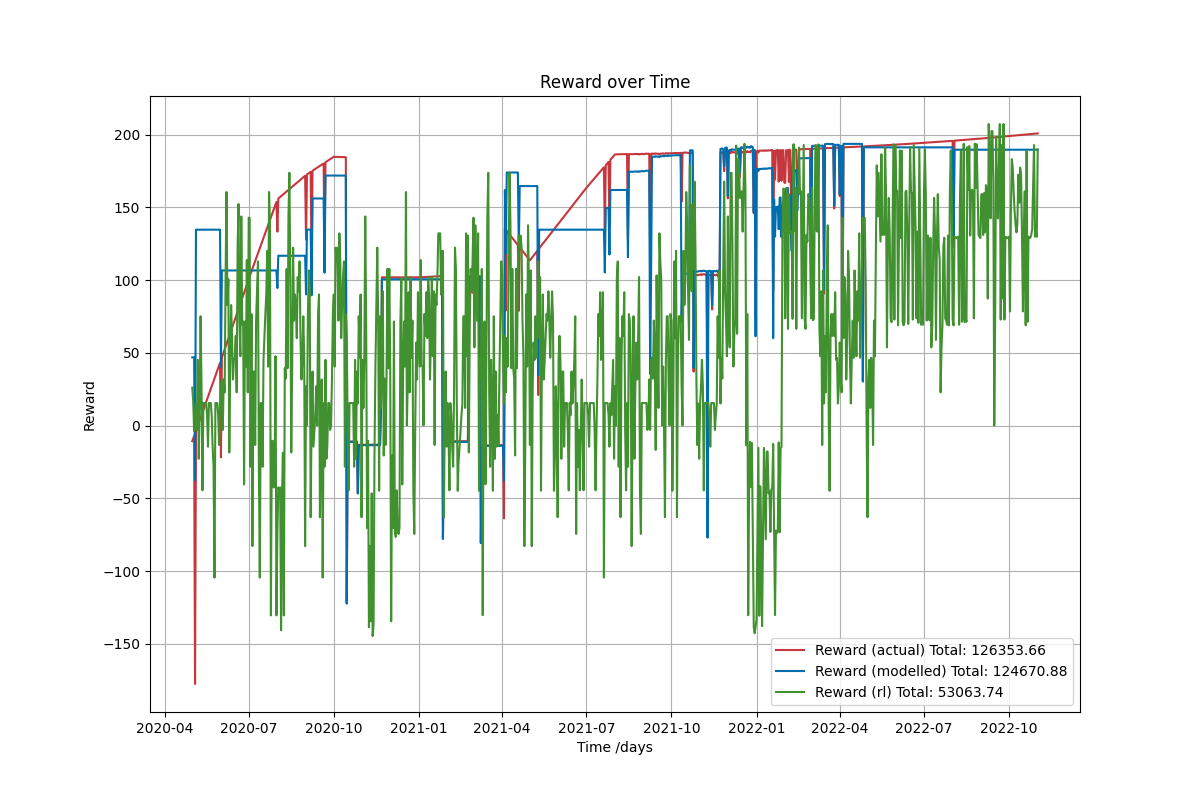 Reward over Time
200
150
100
50
0
−50
−100
−150
Reward
2020-04 2020-07 2020-10 2021-01 2021-04 2021-07 2021-10 2022-01 2022-04 2022-07 2022-10
Time /days
Reward (actual) Total: 126353.66
Reward (modelled) Total: 124670.88
Reward (rl) Total: 53063.74